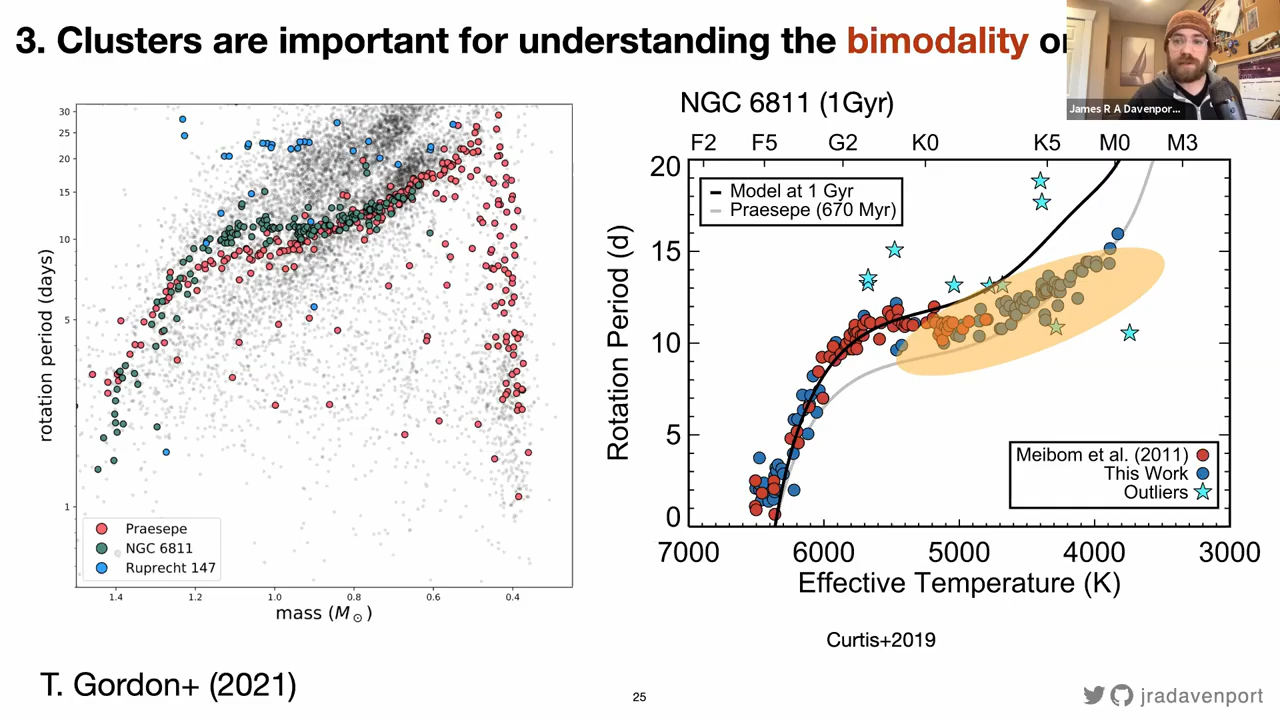 3. Clusters are important for understanding the bimodality
James R A Davenpor...
30
25
20
15
10
5
1
rotation period (days)
Praesepe
NGC 6811
Ruprecht 147
1.4 1.2 1.0 0.8 0.6 0.4
mass (M☉)
T. Gordon+ (2021)
NGC 6811 (1Gyr)
F2 F5 G2 K0 K5 M0 M3
20
15
10
5
0
Rotation Period (d)
Model at 1 Gyr
Praesepe (670 Myr)
Meibom et al. (2011)
This Work
Outliers
7000 6000 5000 4000 3000
Effective Temperature (K)
Curtis+2019
25
jradavenport